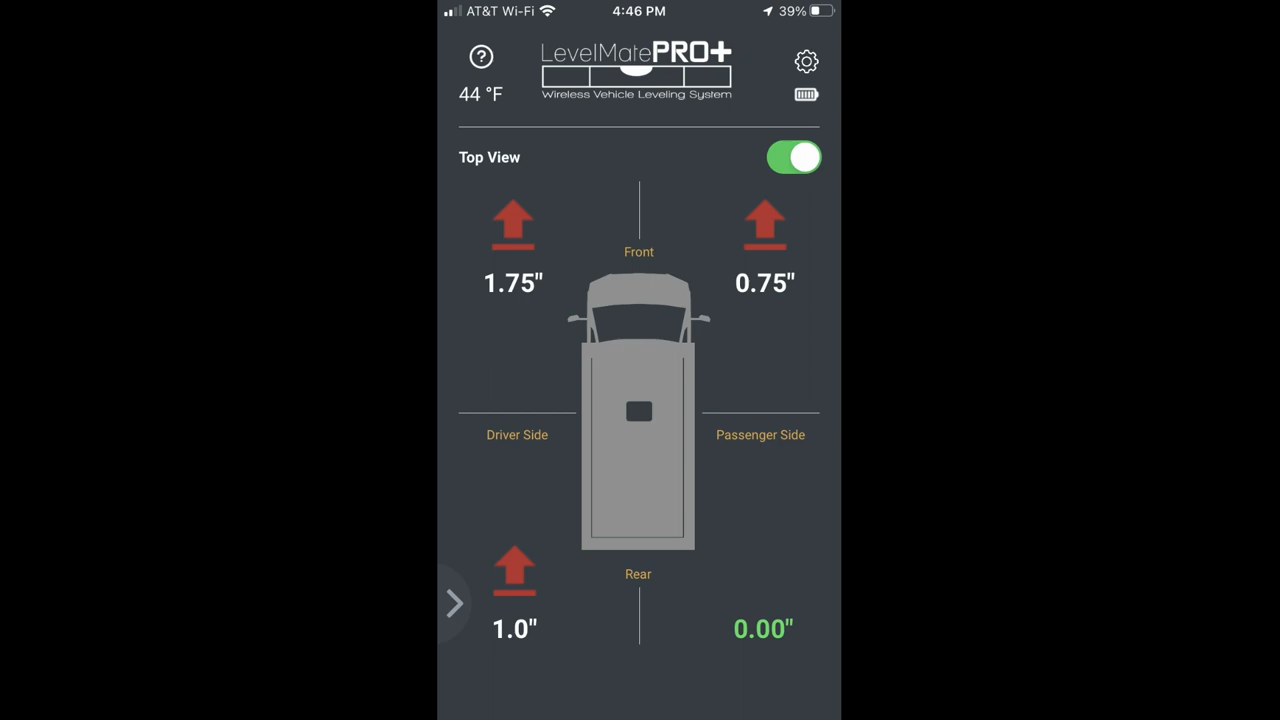 AT&T Wi-Fi 4:46 PM 39%
LevelMatePRO+
Wireless Vehicle Leveling System
44 °F
Top View
Front
1.75" 0.75"
Driver Side Passenger Side
Rear
1.0" 0.00"